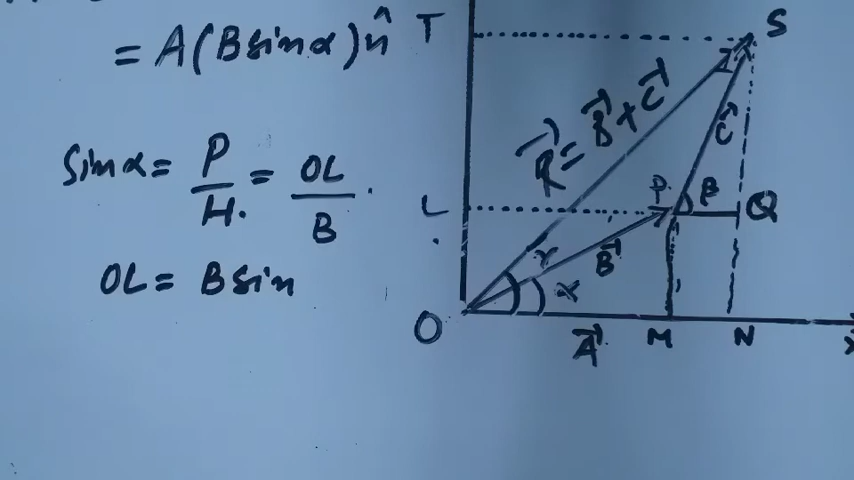 = A(B sin α) n̂
Sin α = P/H. = OL/B.
OL = B sin
T
S
R⃗ = B⃗ + C⃗
C⃗
L
P
β
Q
γ
B⃗
α
O
A⃗
M
N